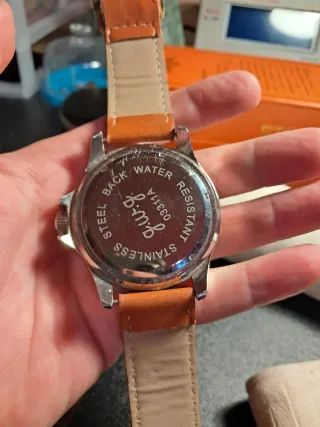 STAINLESS STEEL BACK WATER RESISTANT
03311A